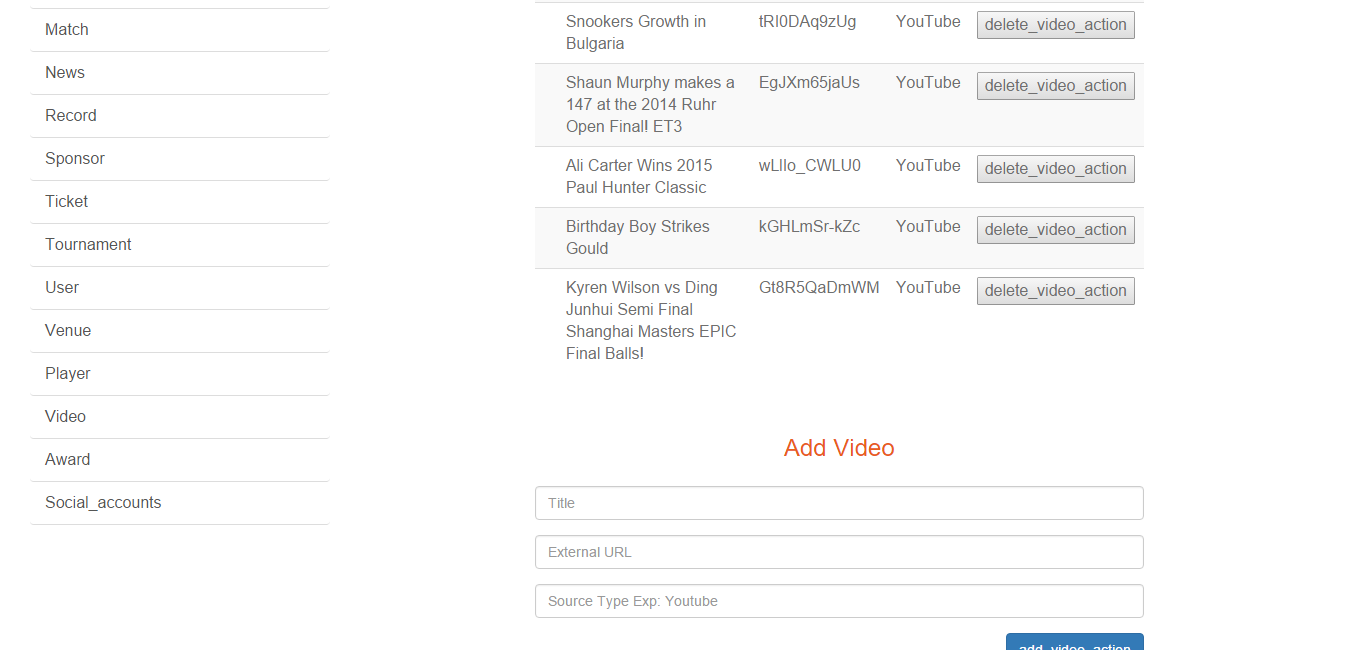 Match
News
Record
Sponsor
Ticket
Tournament
User
Venue
Player
Video
Award
Social_accounts
Snookers Growth in
Bulgaria
tRI0DAq9zUg
YouTube
delete_video_action
Shaun Murphy makes a
147 at the 2014 Ruhr
Open Final! ET3
EgJXm65jaUs
YouTube
delete_video_action
Ali Carter Wins 2015
Paul Hunter Classic
wLIlo_CWLU0
YouTube
delete_video_action
Birthday Boy Strikes
Gould
kGHLmSr-kZc
YouTube
delete_video_action
Kyren Wilson vs Ding
Junhui Semi Final
Shanghai Masters EPIC
Final Balls!
Gt8R5QaDmWM
YouTube
delete_video_action
Add Video
Title
External URL
Source Type Exp: Youtube
add_video_action